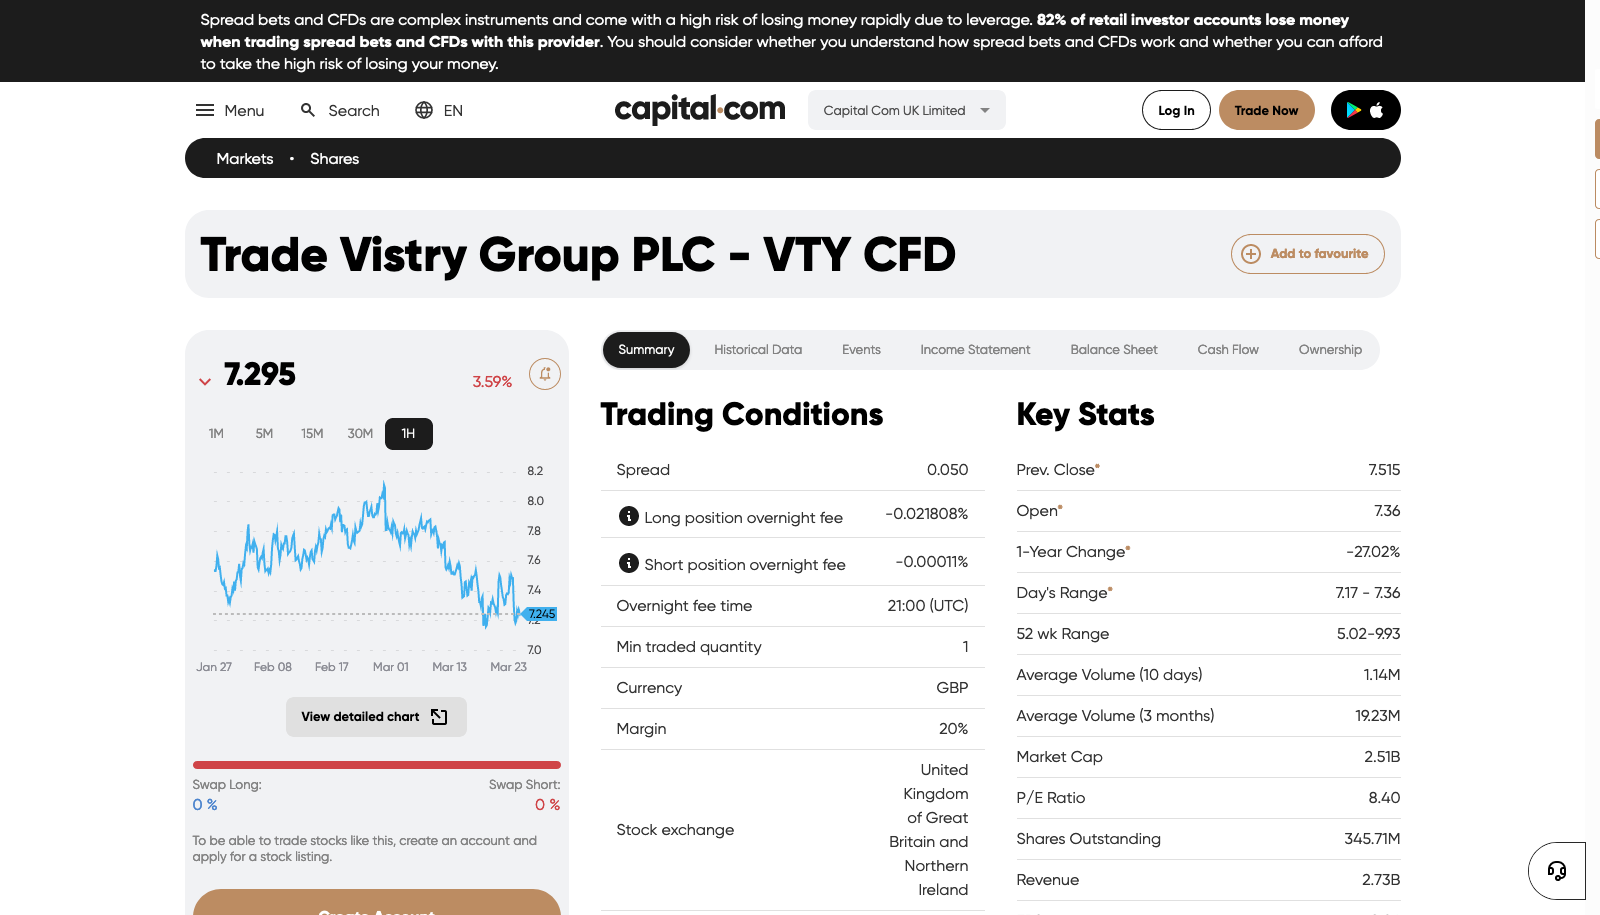 Spread bets and CFDs are complex instruments and come with a high risk of losing money rapidly due to leverage. 82% of retail investor accounts lose money
when trading spread bets and CFDs with this provider. You should consider whether you understand how spread bets and CFDs work and whether you can afford
to take the high risk of losing your money.
Menu
Search
EN
capital.com
Capital Com UK Limited
Log In
Trade Now
Markets • Shares
Trade Vistry Group PLC - VTY CFD
Add to favourite
7.295
3.59%
1M 5M 15M 30M 1H
8.2
8.0
7.8
7.6
7.4
7.245
7.2
7.0
Jan 27 Feb 08 Feb 17 Mar 01 Mar 13 Mar 23
View detailed chart
Swap Long: Swap Short:
0 % 0 %
To be able to trade stocks like this, create an account and
apply for a stock listing.
Create Account
Summary Historical Data Events Income Statement Balance Sheet Cash Flow Ownership
Trading Conditions
Spread 0.050
Long position overnight fee -0.021808%
Short position overnight fee -0.00011%
Overnight fee time 21:00 (UTC)
Min traded quantity 1
Currency GBP
Margin 20%
Stock exchange
United
Kingdom
of Great
Britain and
Northern
Ireland
Key Stats
Prev. Close* 7.515
Open* 7.36
1-Year Change* -27.02%
Day's Range* 7.17 - 7.36
52 wk Range 5.02-9.93
Average Volume (10 days) 1.14M
Average Volume (3 months) 19.23M
Market Cap 2.51B
P/E Ratio 8.40
Shares Outstanding 345.71M
Revenue 2.73B